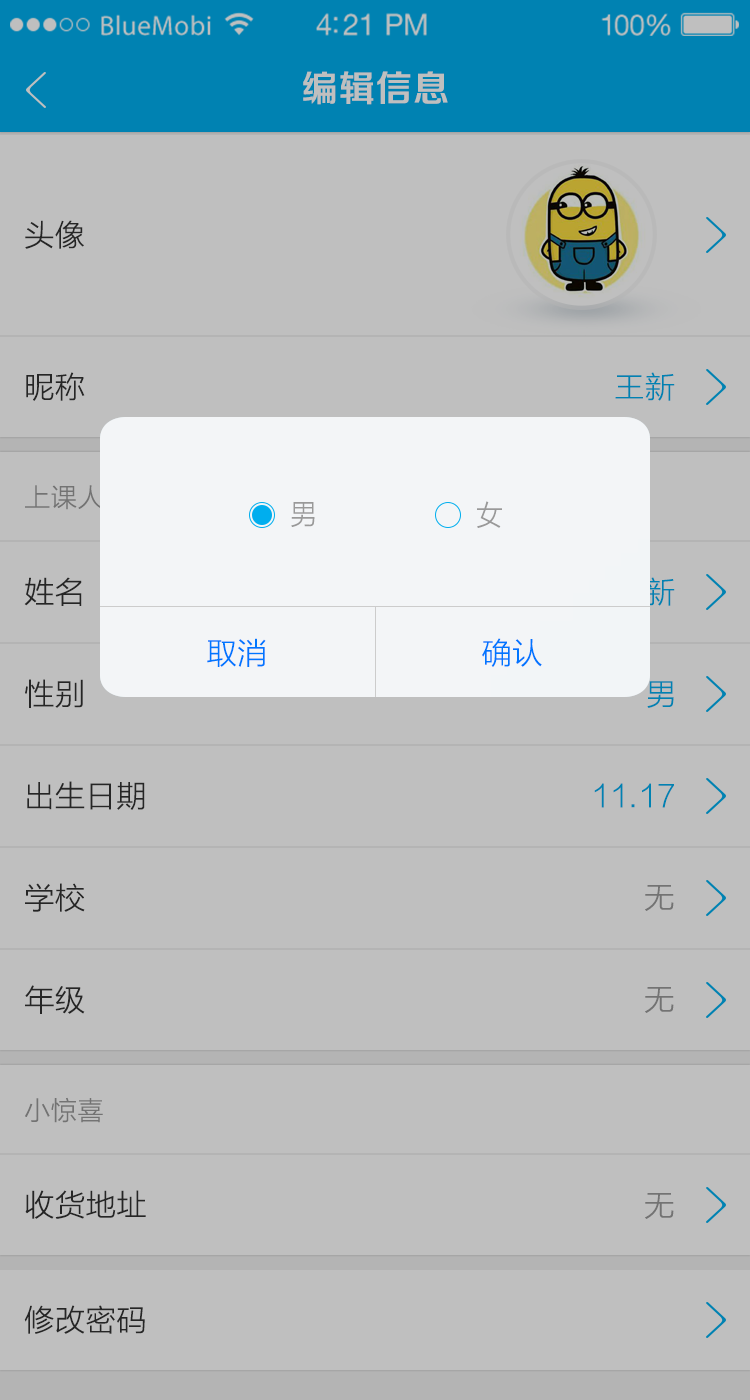 BlueMobi 4:21 PM 100%
编辑信息
头像
昵称 王新
上课人
男 女
姓名 新
取消 确认
性别 男
出生日期 11.17
学校 无
年级 无
小惊喜
收货地址 无
修改密码